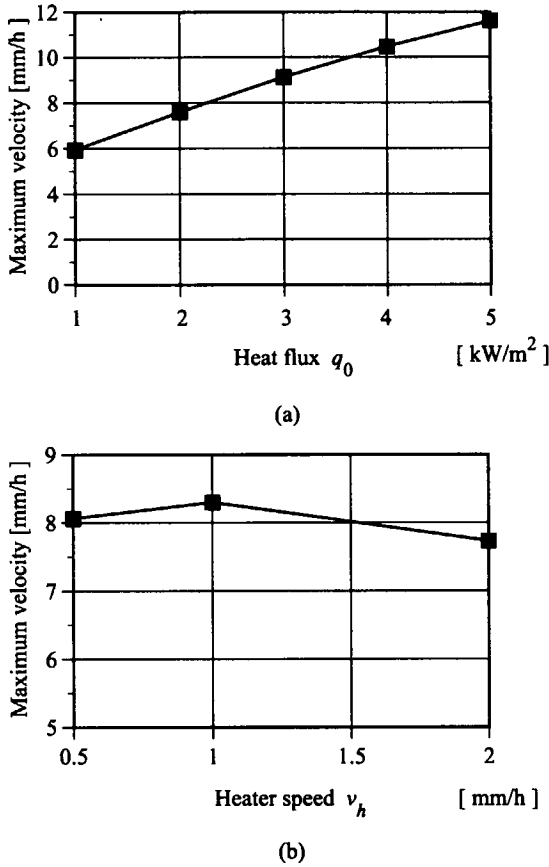 Maximum velocity [mm/h]
12
10
8
6
4
2
0
1 2 3 4 5
Heat flux q₀ [ kW/m² ]
(a)
Maximum velocity [mm/h ]
9
8
7
6
5
0.5 1 1.5 2
Heater speed vₕ [ mm/h ]
(b)